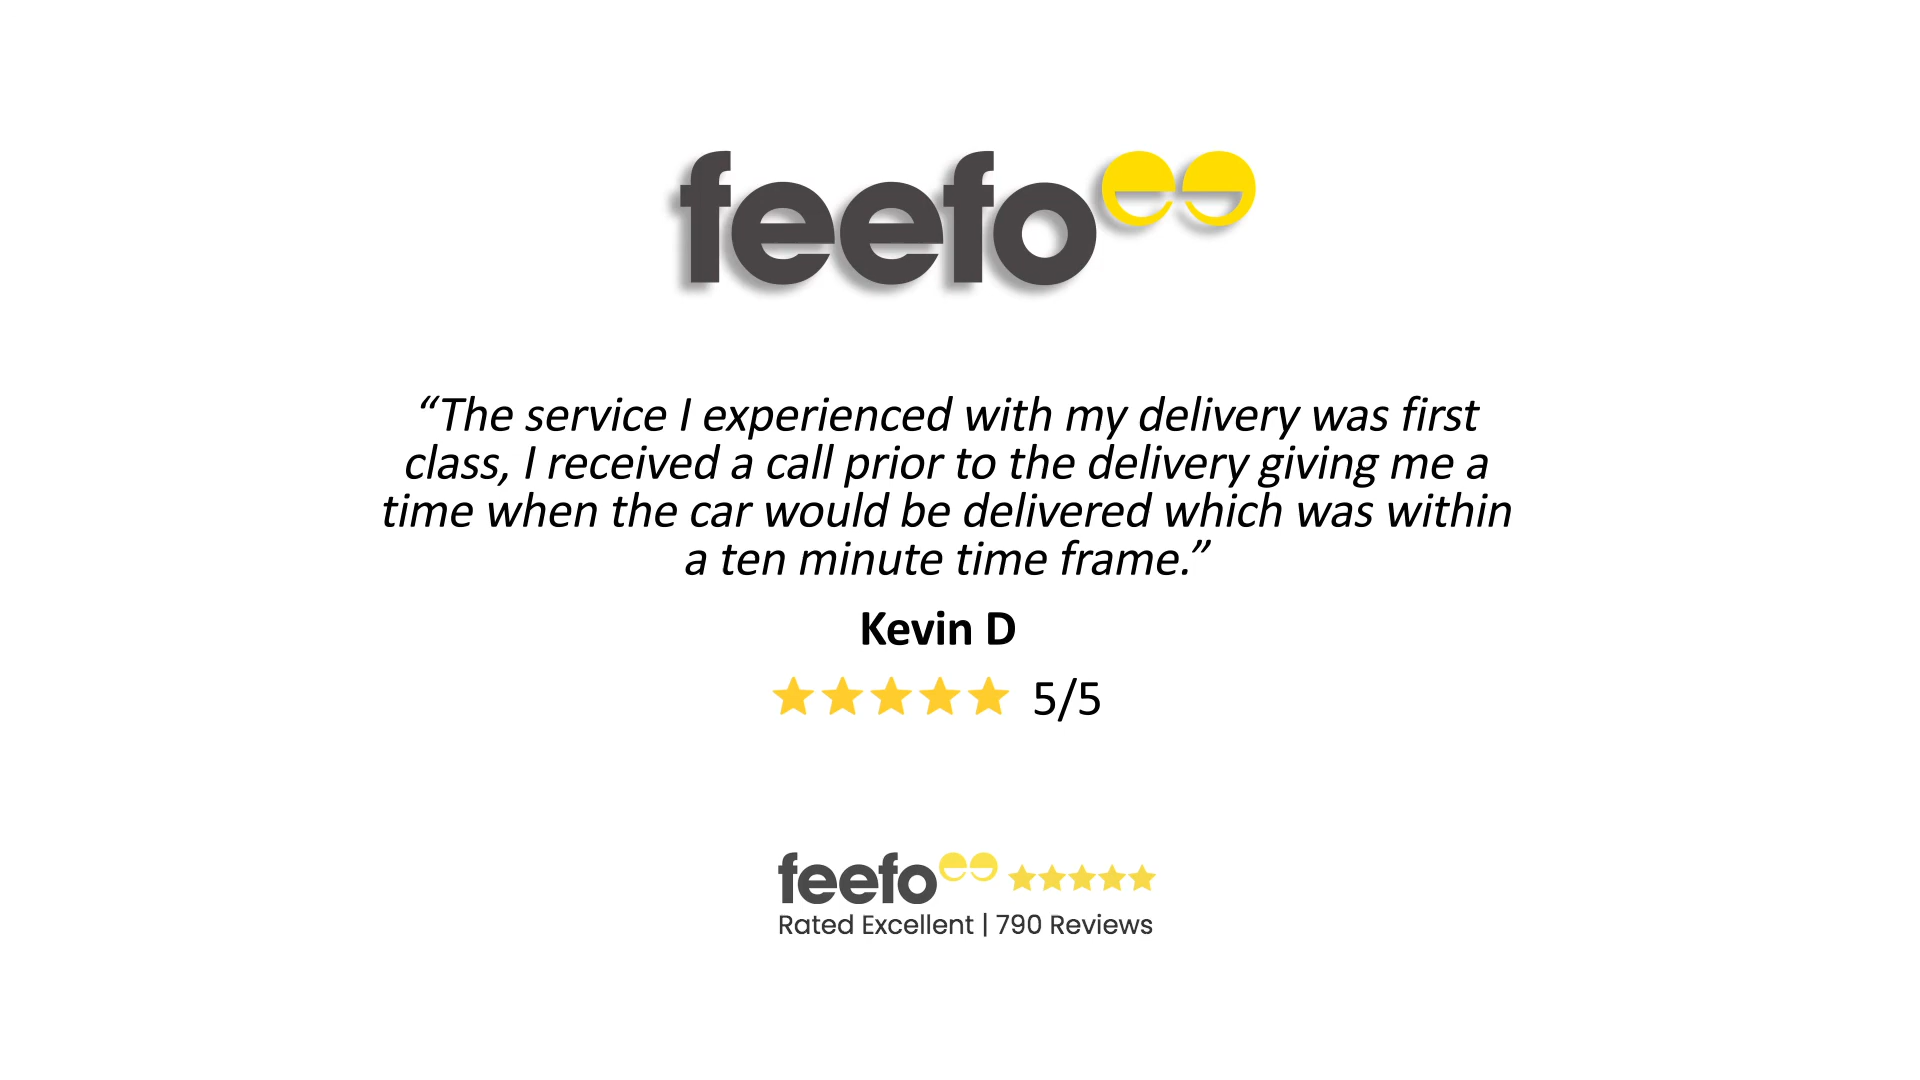 feefo
“The service I experienced with my delivery was first
class, I received a call prior to the delivery giving me a
time when the car would be delivered which was within
a ten minute time frame.”
Kevin D
5/5
feefo
Rated Excellent | 790 Reviews